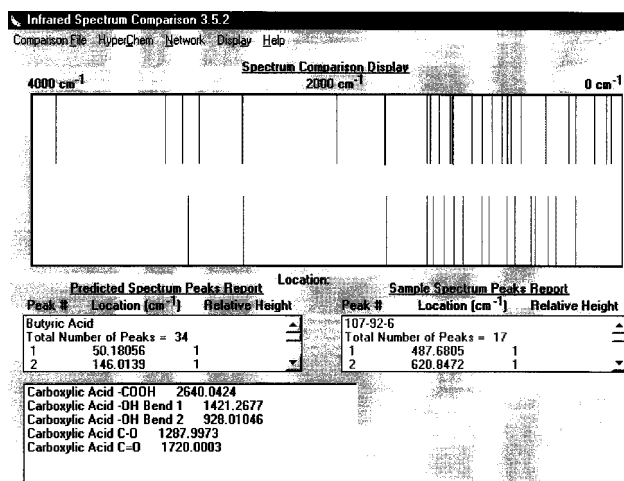 Infrared Spectrum Comparison 3.5.2
Comparison File HyperChem Network Display Help
Spectrum Comparison Display
4000 cm-1 2000 cm-1 0 cm-1
Location:
Predicted Spectrum Peaks Report Sample Spectrum Peaks Report
Peak # Location (cm-1) Relative Height Peak # Location (cm-1) Relative Height
Butyric Acid 107-92-6
Total Number of Peaks = 34 Total Number of Peaks = 17
1 50.18056 1 1 487.6805 1
2 146.0139 1 2 620.8472 1
Carboxylic Acid -COOH 2640.0424
Carboxylic Acid -OH Bend 1 1421.2677
Carboxylic Acid -OH Bend 2 928.01046
Carboxylic Acid C-O 1287.9973
Carboxylic Acid C=O 1720.0003